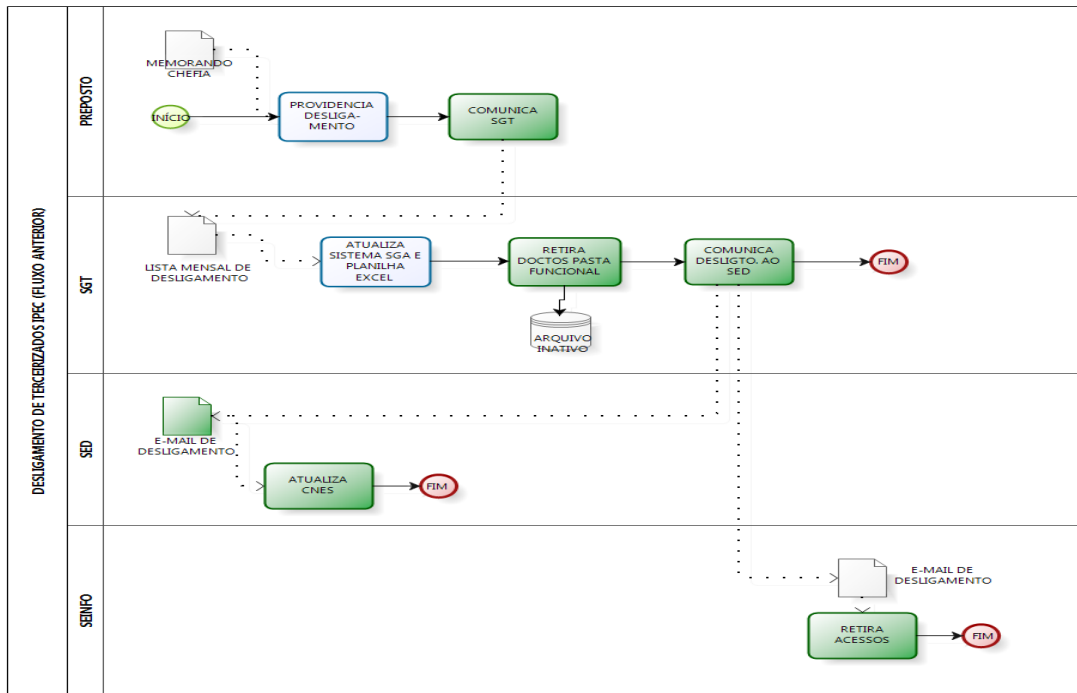 DESLIGAMENTO DE TERCEIRIZADOS IPEC (FLUXO ANTERIOR)
PREPOSTO
MEMORANDO
CHEFIA
INÍCIO
PROVIDENCIA
DESLIGA-
MENTO
COMUNICA
SGT
SGT
LISTA MENSAL DE
DESLIGAMENTO
ATUALIZA
SISTEMA SGA E
PLANILHA
EXCEL
RETIRA
DOCTOS PASTA
FUNCIONAL
ARQUIVO
INATIVO
COMUNICA
DESLIGTO. AO
SED
FIM
SED
E-MAIL DE
DESLIGAMENTO
ATUALIZA
CNES
FIM
SEINFO
E-MAIL DE
DESLIGAMENTO
RETIRA
ACESSOS
FIM